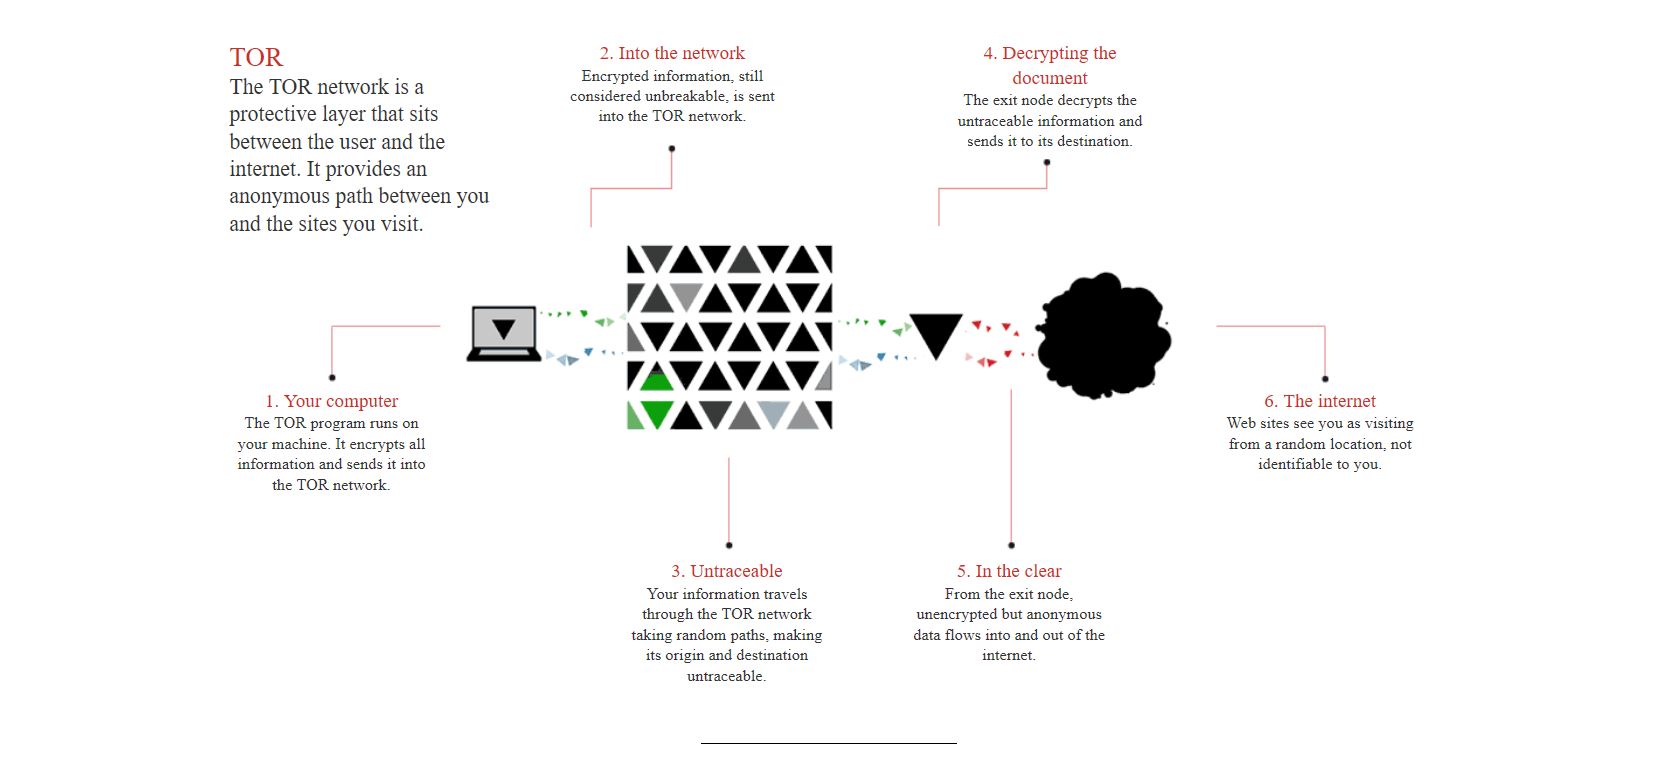 TOR
The TOR network is a
protective layer that sits
between the user and the
internet. It provides an
anonymous path between you
and the sites you visit.
2. Into the network
Encrypted information, still
considered unbreakable, is sent
into the TOR network.
4. Decrypting the
document
The exit node decrypts the
untraceable information and
sends it to its destination.
1. Your computer
The TOR program runs on
your machine. It encrypts all
information and sends it into
the TOR network.
6. The internet
Web sites see you as visiting
from a random location, not
identifiable to you.
3. Untraceable
Your information travels
through the TOR network
taking random paths, making
its origin and destination
untraceable.
5. In the clear
From the exit node,
unencrypted but anonymous
data flows into and out of the
internet.